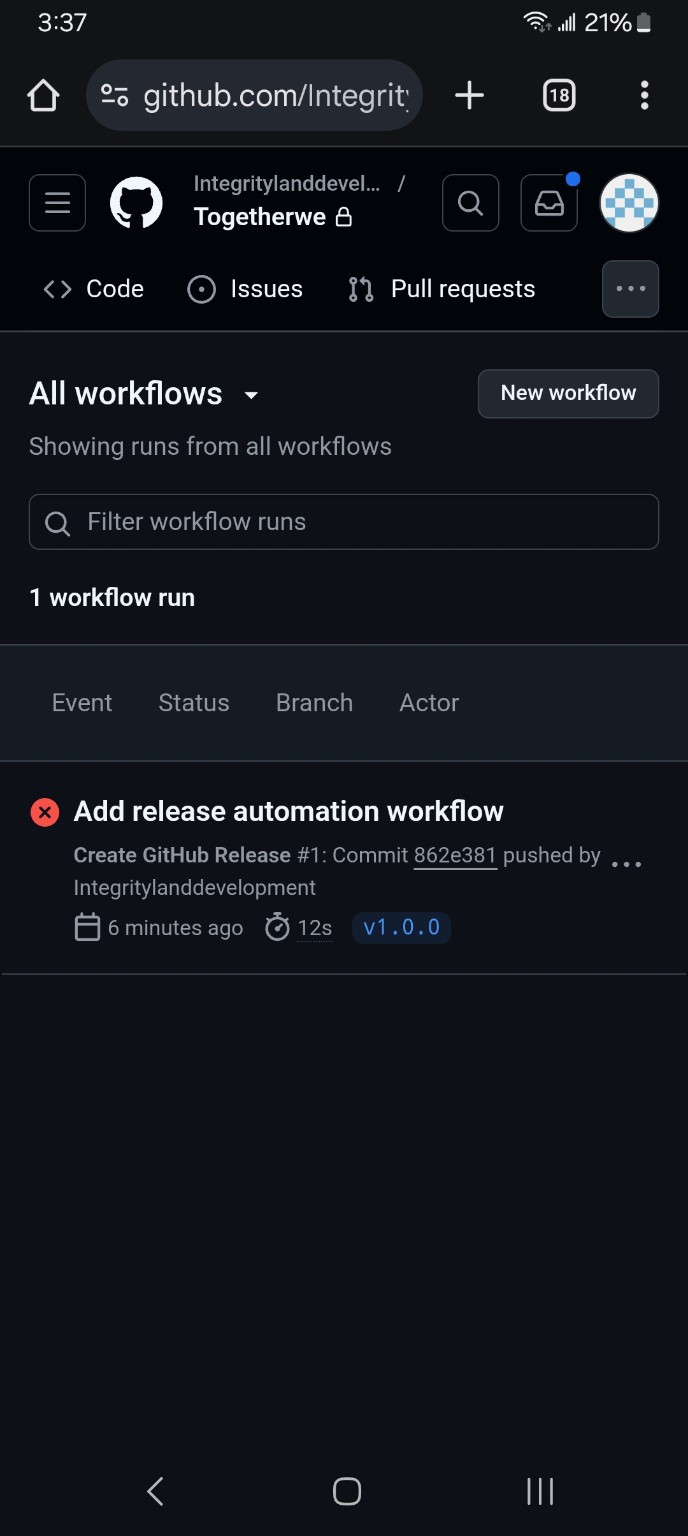 3:37
21%
github.com/Integrity
18
Integritylanddevel... /
Togetherwe
Code
Issues
Pull requests
All workflows
New workflow
Showing runs from all workflows
Filter workflow runs
1 workflow run
Event Status Branch Actor
Add release automation workflow
Create GitHub Release #1: Commit 862e381 pushed by
Integritylanddevelopment
6 minutes ago 12s v1.0.0